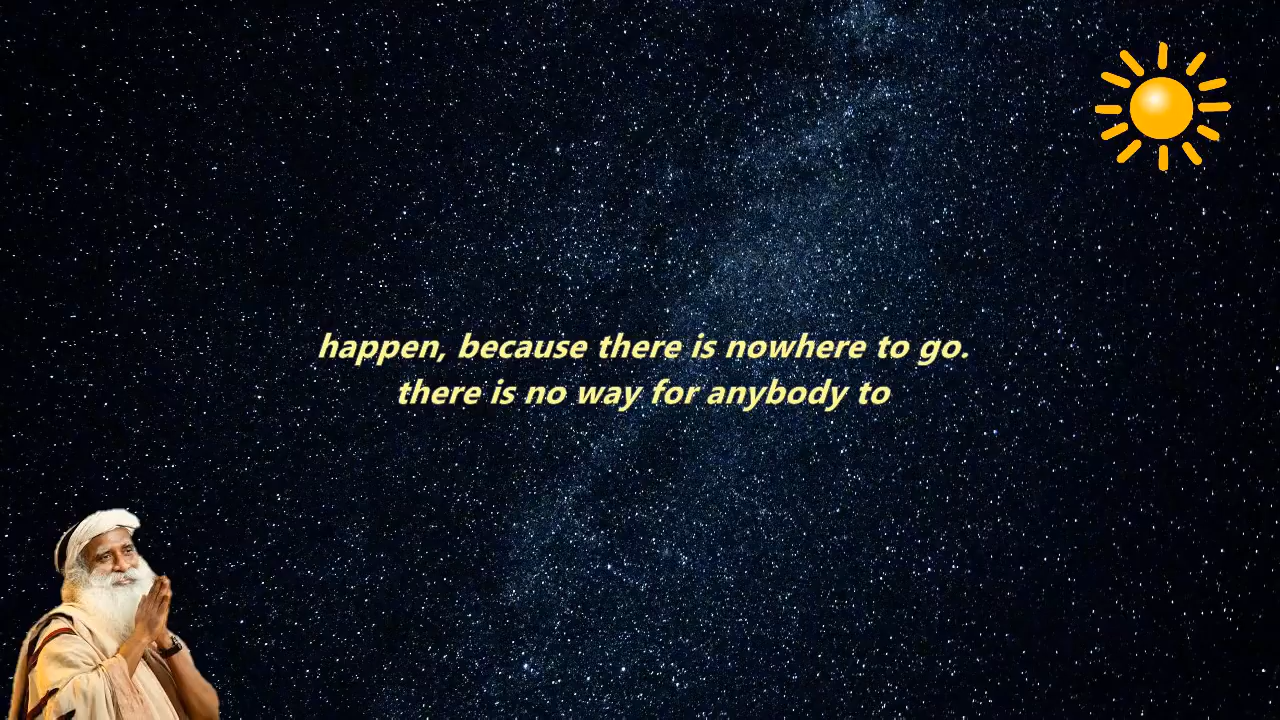 happen, because there is nowhere to go.
there is no way for anybody to